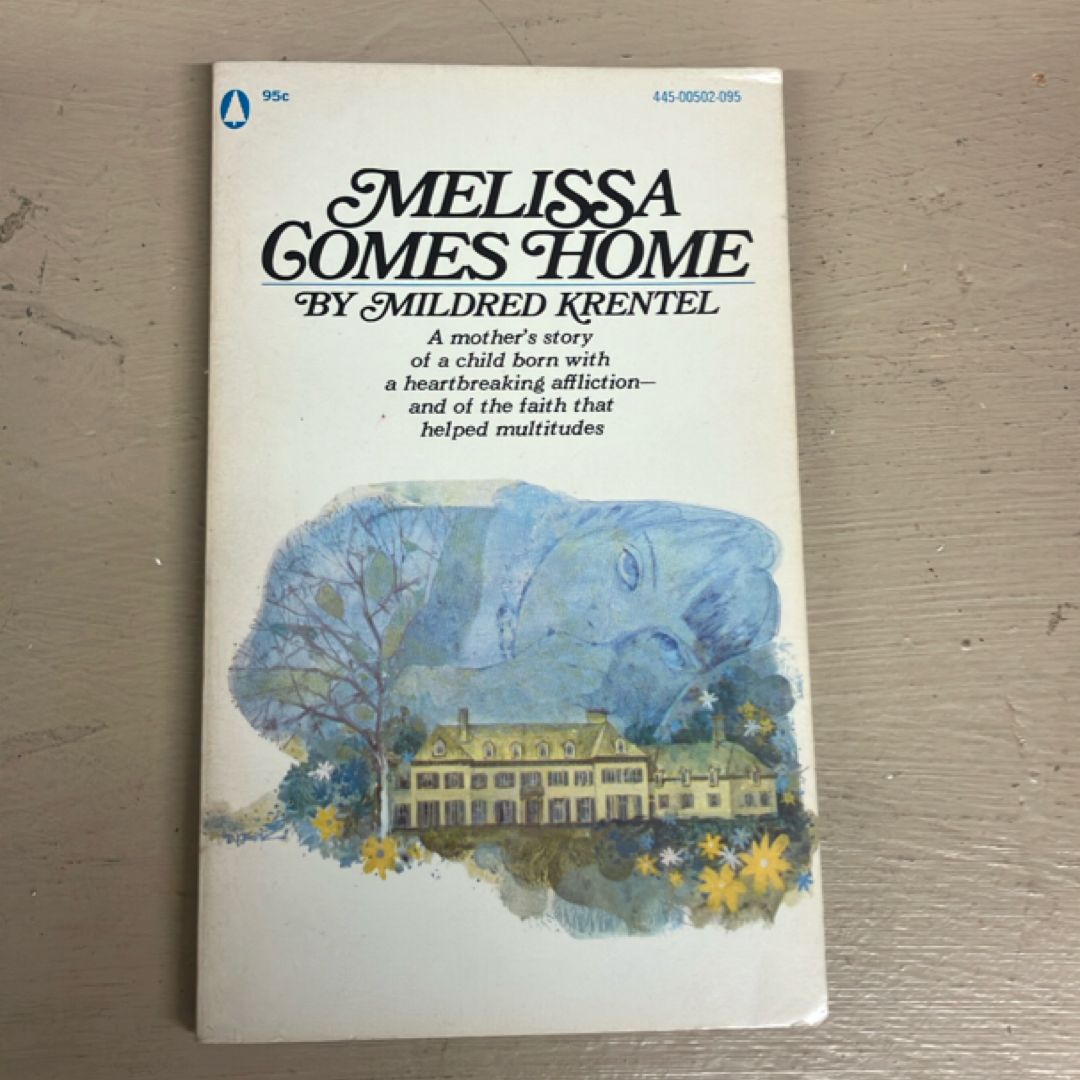 95c
445-00502-095
MELISSA
COMES HOME
BY MILDRED KRENTEL
A mother's story
of a child born with
a heartbreaking affliction—
and of the faith that
helped multitudes